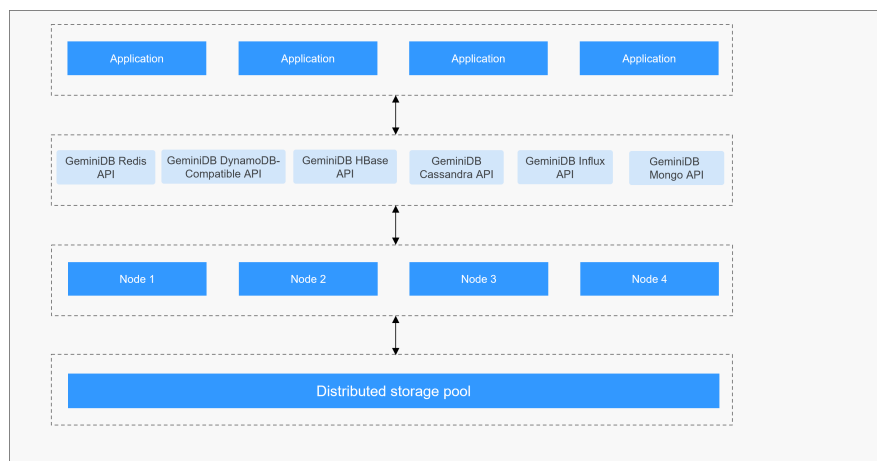 Application
Application
Application
Application
GeminiDB Redis
API
GeminiDB DynamoDB-
Compatible API
GeminiDB HBase
API
GeminiDB
Cassandra API
GeminiDB Influx
API
GeminiDB
Mongo API
Node 1
Node 2
Node 3
Node 4
Distributed storage pool